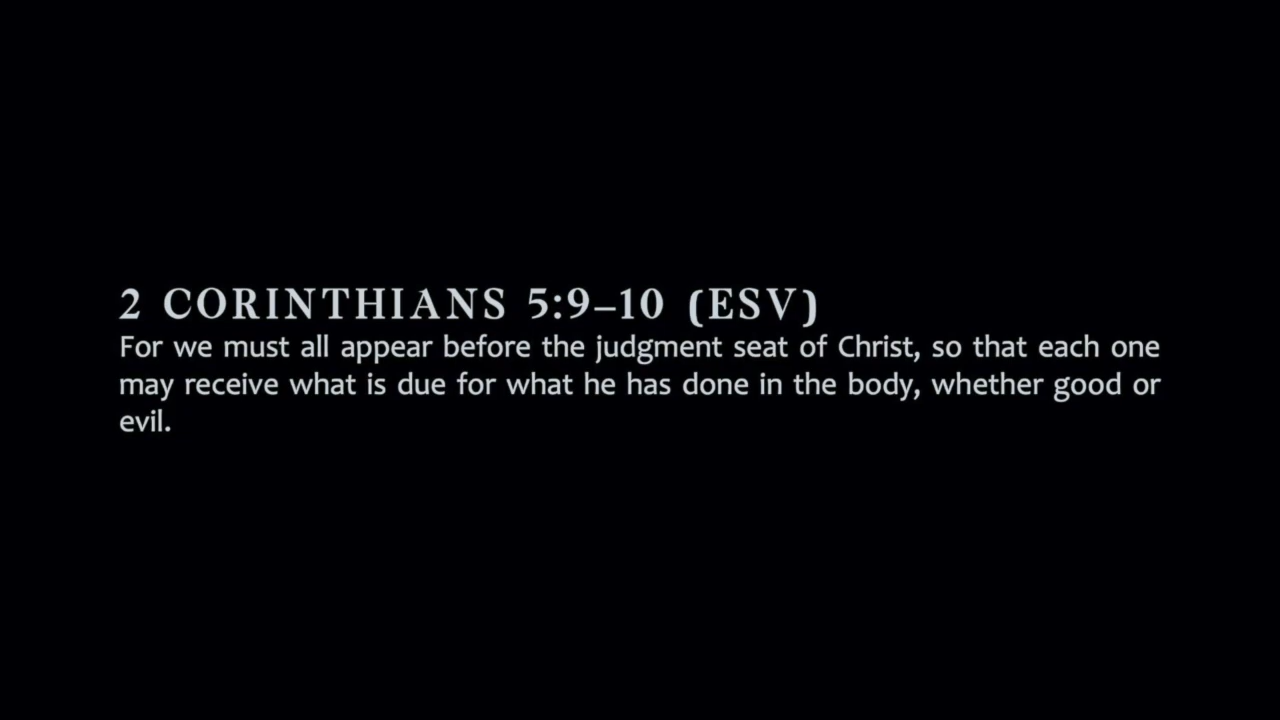 2 CORINTHIANS 5:9–10 (ESV)
For we must all appear before the judgment seat of Christ, so that each one
may receive what is due for what he has done in the body, whether good or
evil.